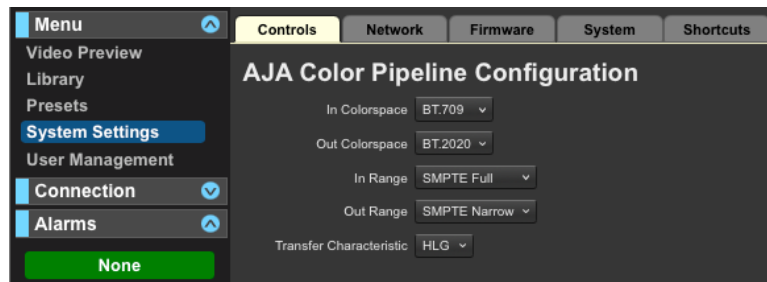 Menu
Video Preview
Library
Presets
System Settings
User Management
Connection
Alarms
None
Controls Network Firmware System Shortcuts
AJA Color Pipeline Configuration
In Colorspace BT.709
Out Colorspace BT.2020
In Range SMPTE Full
Out Range SMPTE Narrow
Transfer Characteristic HLG